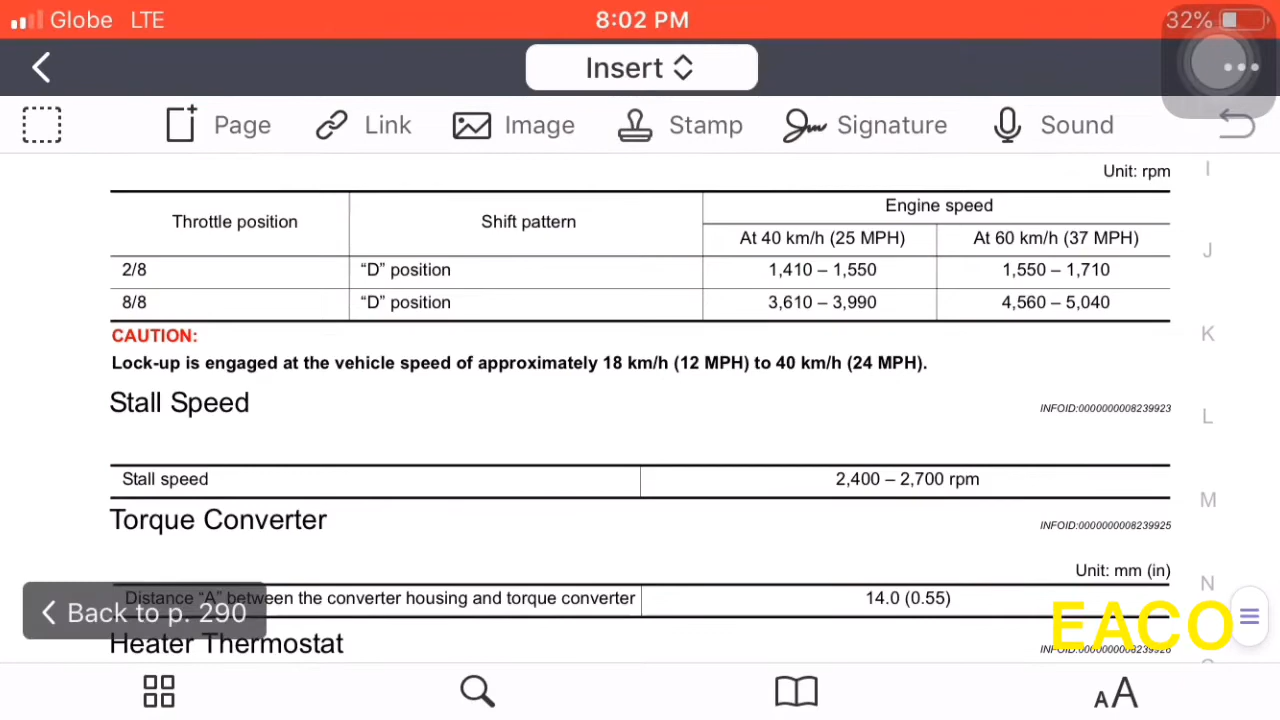 Globe LTE 8:02 PM 32%
Insert
Page Link Image Stamp Signature Sound
Unit: rpm
I
Throttle position Shift pattern Engine speed
At 40 km/h (25 MPH) At 60 km/h (37 MPH)
J
2/8 “D” position 1,410 – 1,550 1,550 – 1,710
8/8 “D” position 3,610 – 3,990 4,560 – 5,040
CAUTION:
K
Lock-up is engaged at the vehicle speed of approximately 18 km/h (12 MPH) to 40 km/h (24 MPH).
Stall Speed INFOID:0000000008239923
L
Stall speed 2,400 – 2,700 rpm
M
Torque Converter INFOID:0000000008239925
Unit: mm (in)
N
Distance “A” between the converter housing and torque converter 14.0 (0.55)
Back to p. 290
EACO
Heater Thermostat INFOID:0000000008239926
AA